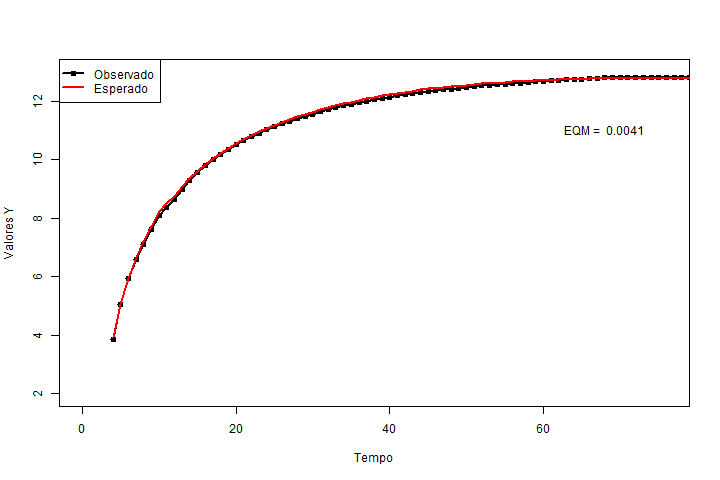 Observado
Esperado
EQM = 0.0041
Valores Y
12
10
8
6
4
2
0
20
40
60
Tempo